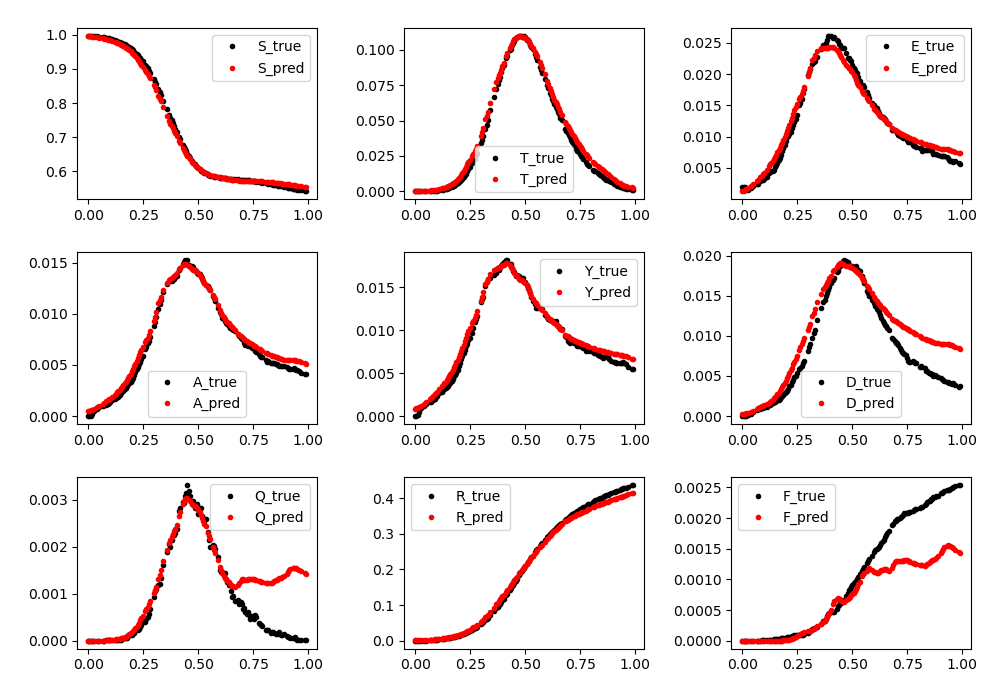 1.0
0.9
0.8
0.7
0.6
0.00 0.25 0.50 0.75 1.00
S_true
S_pred
0.100
0.075
0.050
0.025
0.000
0.00 0.25 0.50 0.75 1.00
T_true
T_pred
0.025
0.020
0.015
0.010
0.005
0.00 0.25 0.50 0.75 1.00
E_true
E_pred
0.015
0.010
0.005
0.000
0.00 0.25 0.50 0.75 1.00
A_true
A_pred
0.015
0.010
0.005
0.000
0.00 0.25 0.50 0.75 1.00
Y_true
Y_pred
0.020
0.015
0.010
0.005
0.000
0.00 0.25 0.50 0.75 1.00
D_true
D_pred
0.003
0.002
0.001
0.000
0.00 0.25 0.50 0.75 1.00
Q_true
Q_pred
0.4
0.3
0.2
0.1
0.0
0.00 0.25 0.50 0.75 1.00
R_true
R_pred
0.0025
0.0020
0.0015
0.0010
0.0005
0.0000
0.00 0.25 0.50 0.75 1.00
F_true
F_pred